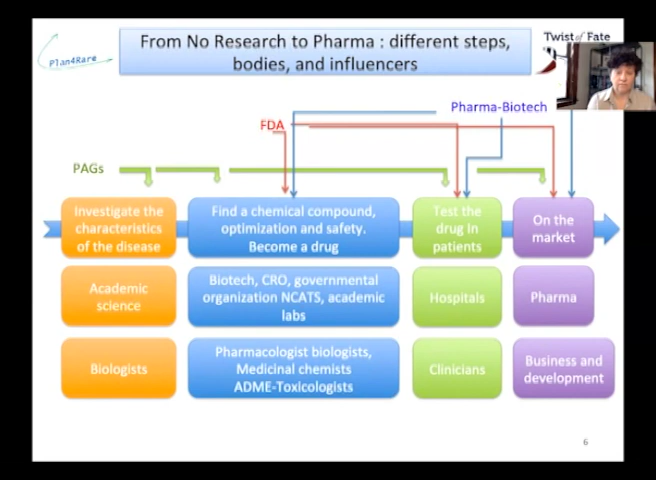 Plan4Rare
From No Research to Pharma : different steps,
bodies, and influencers
Twist of Fate
Pharma-Biotech
FDA
PAGs
Investigate the
characteristics
of the disease
Find a chemical compound,
optimization and safety.
Become a drug
Test the
drug in
patients
On the
market
Academic
science
Biotech, CRO, governmental
organization NCATS, academic
labs
Hospitals
Pharma
Biologists
Pharmacologist biologists,
Medicinal chemists
ADME-Toxicologists
Clinicians
Business and
development
6